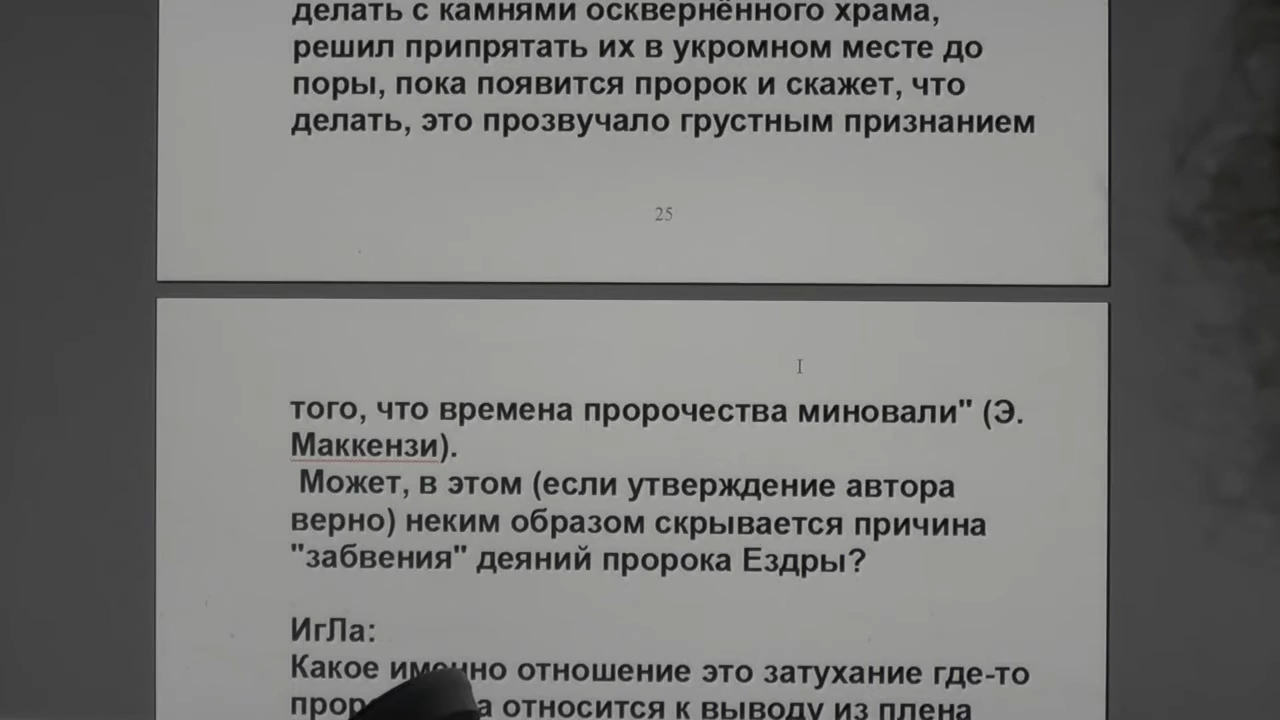 делать с камнями осквернённого храма,
решил припрятать их в укромном месте до
поры, пока появится пророк и скажет, что
делать, это прозвучало грустным признанием
25
того, что времена пророчества миновали" (Э.
Маккензи).
Может, в этом (если утверждение автора
верно) неким образом скрывается причина
"забвения" деяний пророка Ездры?
ИгЛа:
Какое именно отношение это затухание где-то
относится к выводу из плена